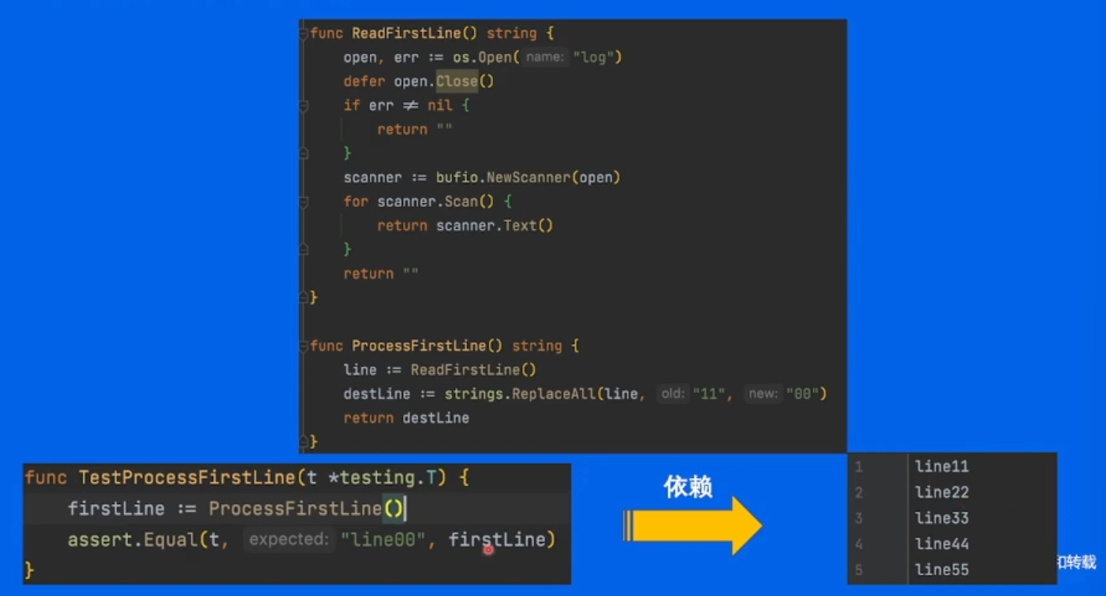 func ReadFirstLine() string {
open, err := os.Open( name: "log")
defer open.Close()
if err ≠ nil {
return ""
}
scanner := bufio.NewScanner(open)
for scanner.Scan() {
return scanner.Text()
}
return ""
}
func ProcessFirstLine() string {
line := ReadFirstLine()
destLine := strings.ReplaceAll(line, old: "11", new: "00")
return destLine
}
func TestProcessFirstLine(t *testing.T) {
firstLine := ProcessFirstLine()
assert.Equal(t, expected: "line00", firstLine)
}
依赖
1 line11
2 line22
3 line33
4 line44
5 line55
和转载